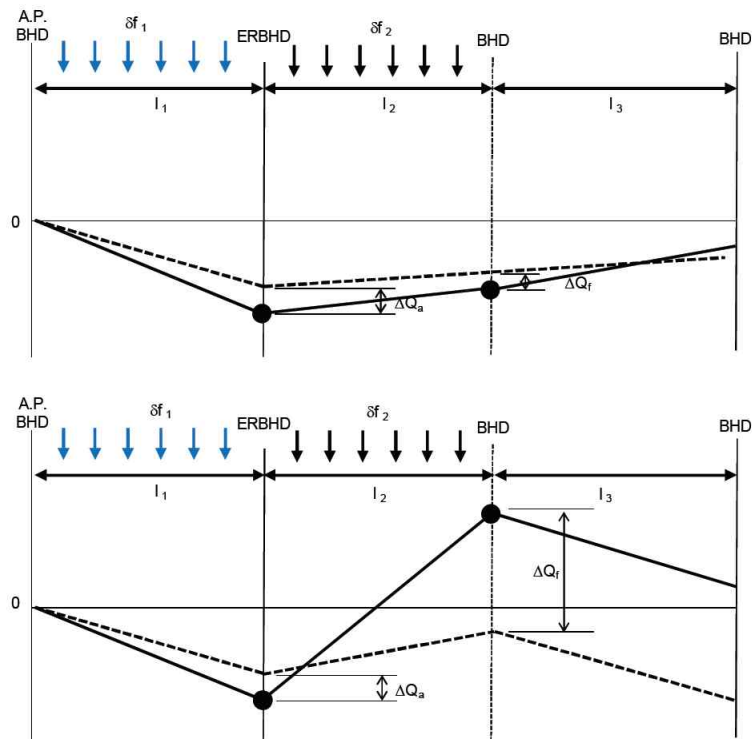 A.P.
BHD
δf 1
ERBHD
δf 2
BHD
BHD
l 1
l 2
l 3
0
ΔQf
ΔQa
A.P.
BHD
δf 1
ERBHD
δf 2
BHD
BHD
l 1
l 2
l 3
ΔQf
0
ΔQa